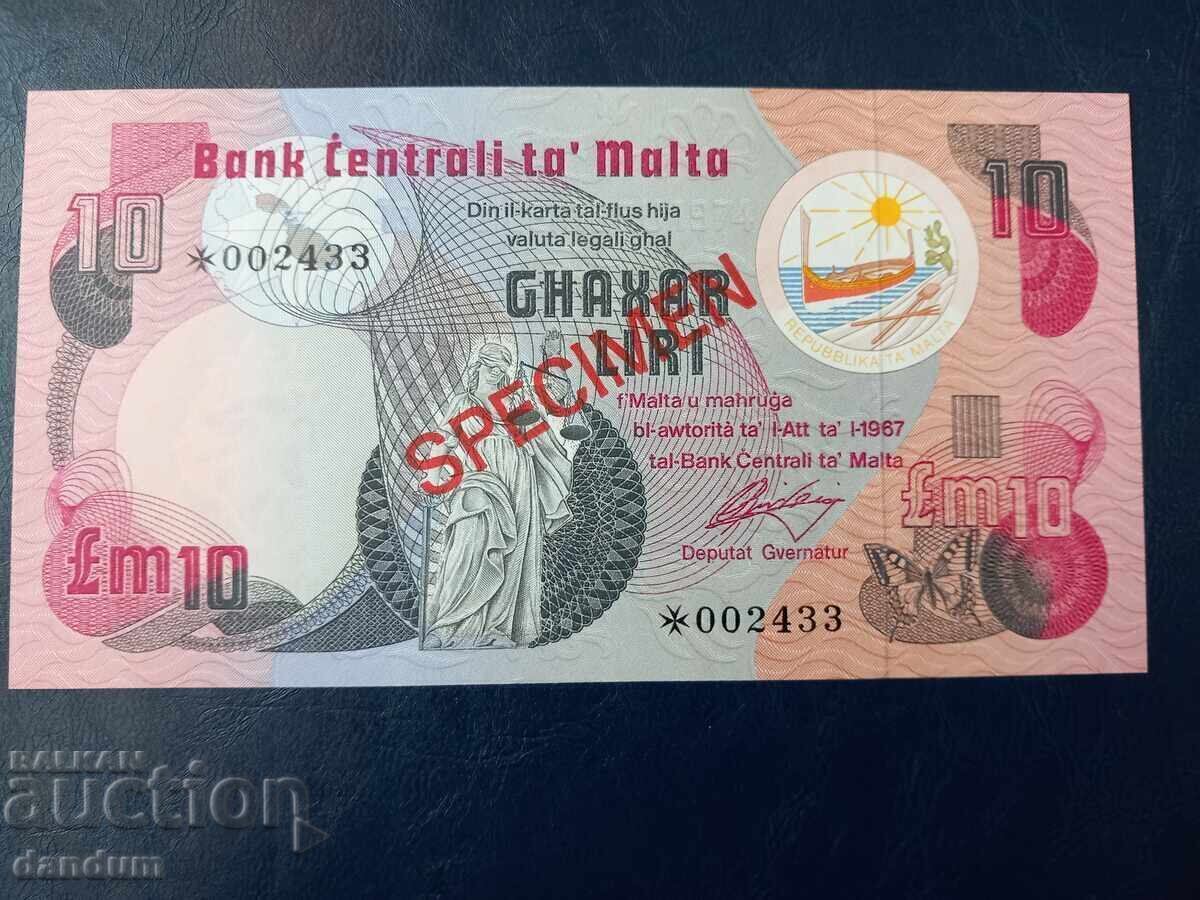 Bank Ċentrali ta' Malta
10
10
Din il-karta tal-flus hija
valuta legali ghal
✠002433
GHAXAR
LIRI
SPECIMEN
REPUBBLIKA TA' MALTA
f'Malta u mahruġa
bl-awtorità ta' l-Att ta' l-1967
tal-Bank Ċentrali ta' Malta
£m10
£m10
Deputat Gvernatur
✠002433
BALKAN
auction
dandum